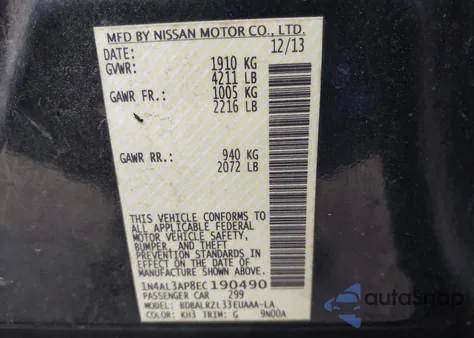 MFD BY NISSAN MOTOR CO., LTD.
DATE: 12/13
GVWR: 1910 KG
4211 LB
GAWR FR.: 1005 KG
2216 LB
GAWR RR.: 940 KG
2072 LB
THIS VEHICLE CONFORMS TO
ALL APPLICABLE FEDERAL
MOTOR VEHICLE SAFETY,
BUMPER, AND THEFT
PREVENTION STANDARDS IN
EFFECT ON THE DATE OF
MANUFACTURE SHOWN ABOVE.
1N4AL3AP8EC190490
PASSENGER CAR 299
MODEL: BDBALRZL33EUAAA-LA
COLOR: KH3 TRIM: G 9N00A
autoSnap